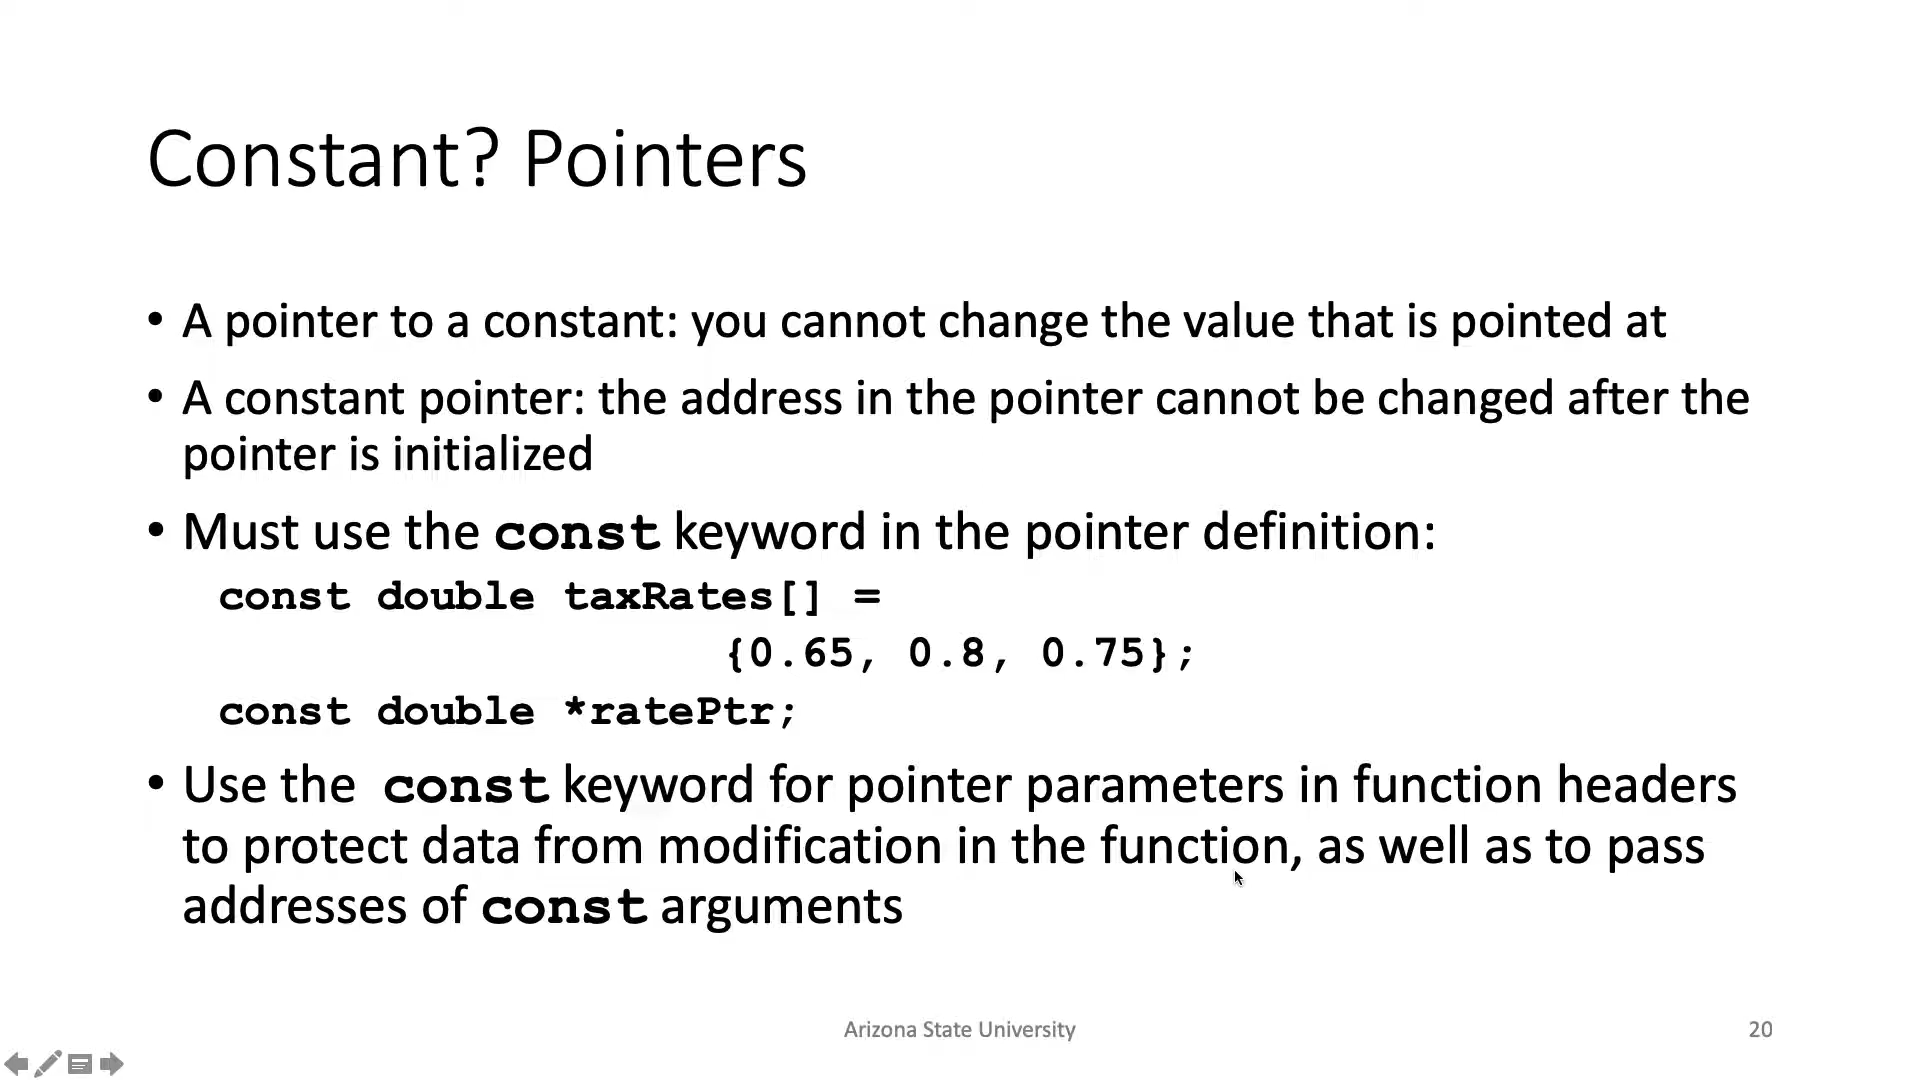 Constant? Pointers
• A pointer to a constant: you cannot change the value that is pointed at
• A constant pointer: the address in the pointer cannot be changed after the
pointer is initialized
• Must use the const keyword in the pointer definition:
const double taxRates[] =
{0.65, 0.8, 0.75};
const double *ratePtr;
• Use the const keyword for pointer parameters in function headers
to protect data from modification in the function, as well as to pass
addresses of const arguments
Arizona State University
20